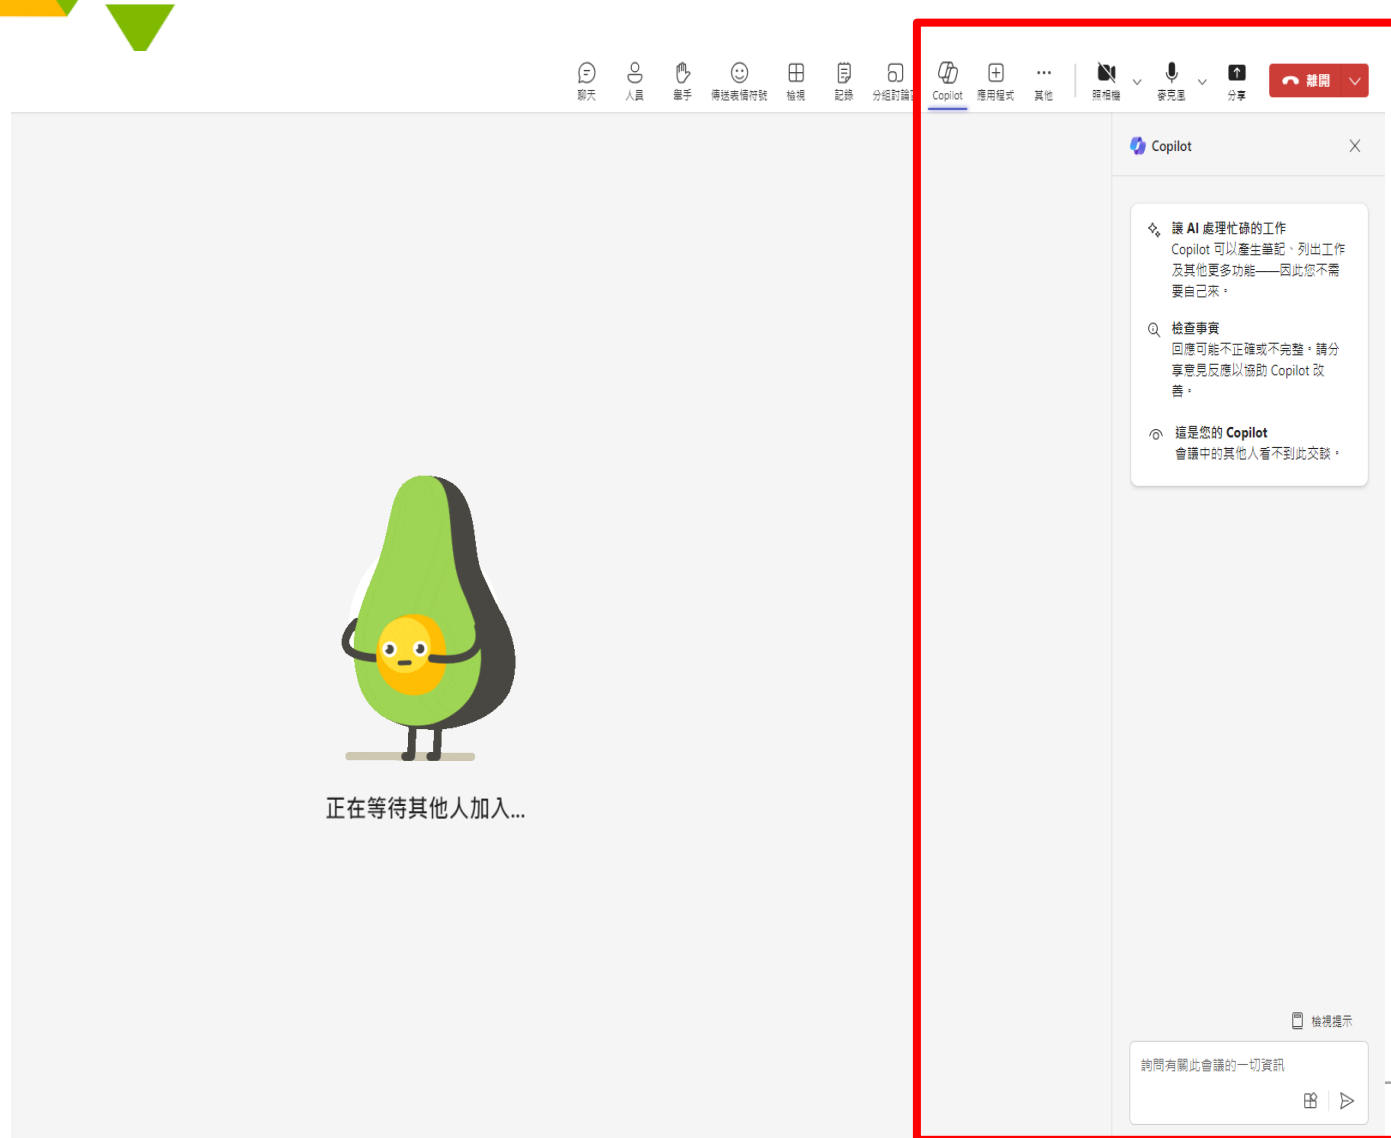 聊天 人員 舉手 傳送表情符號 檢視 記錄 分組討論 Copilot 應用程式 其他 照相機 麥克風 分享 離開
Copilot
讓 AI 處理忙碌的工作
Copilot 可以產生筆記、列出工作
及其他更多功能——因此您不需
要自己來。
檢查事實
回應可能不正確或不完整。請分
享意見反應以協助 Copilot 改
善。
這是您的 Copilot
會議中的其他人看不到此交談。
正在等待其他人加入...
檢視提示
詢問有關此會議的一切資訊